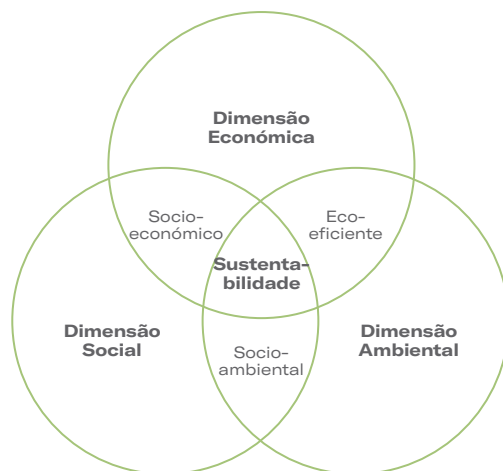 Dimensão
Económica
Socio-
económico
Eco-
eficiente
Sustenta-
bilidade
Dimensão
Social
Dimensão
Ambiental
Socio-
ambiental